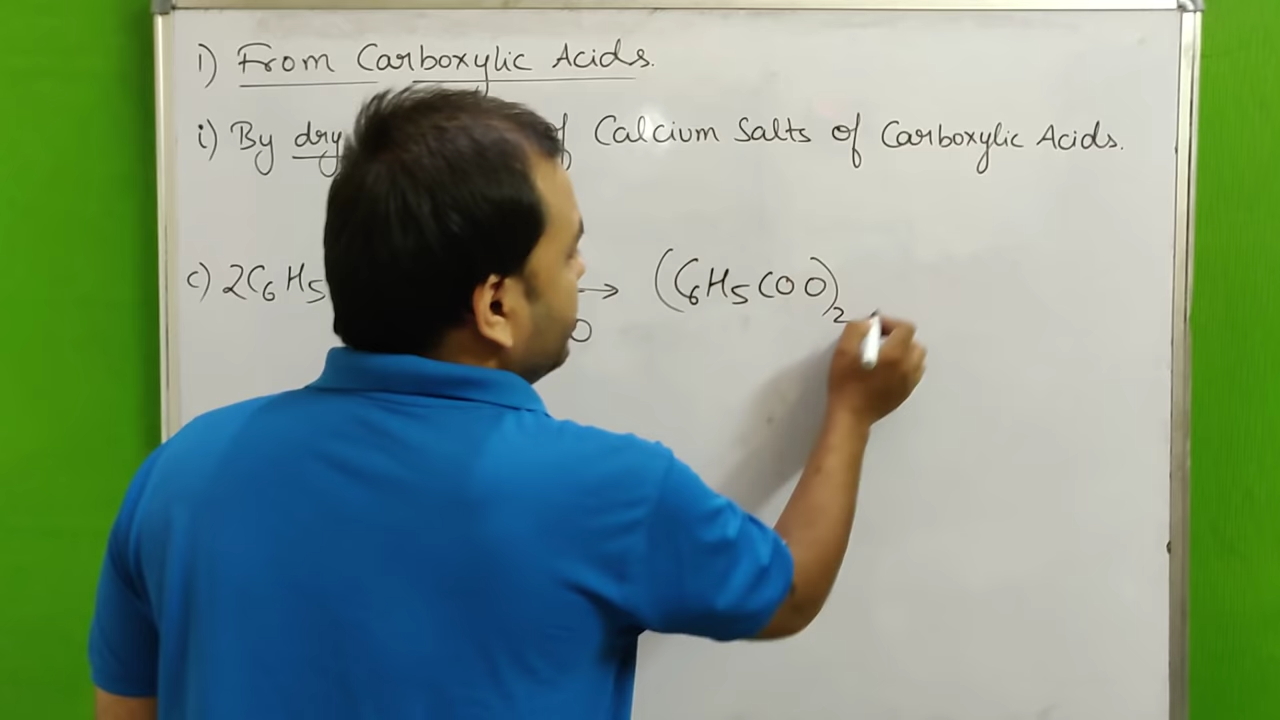 1) From Carboxylic Acids.
i) By dry of Calcium Salts of Carboxylic Acids.
c) 2C6H5 → (C6H5COO)2